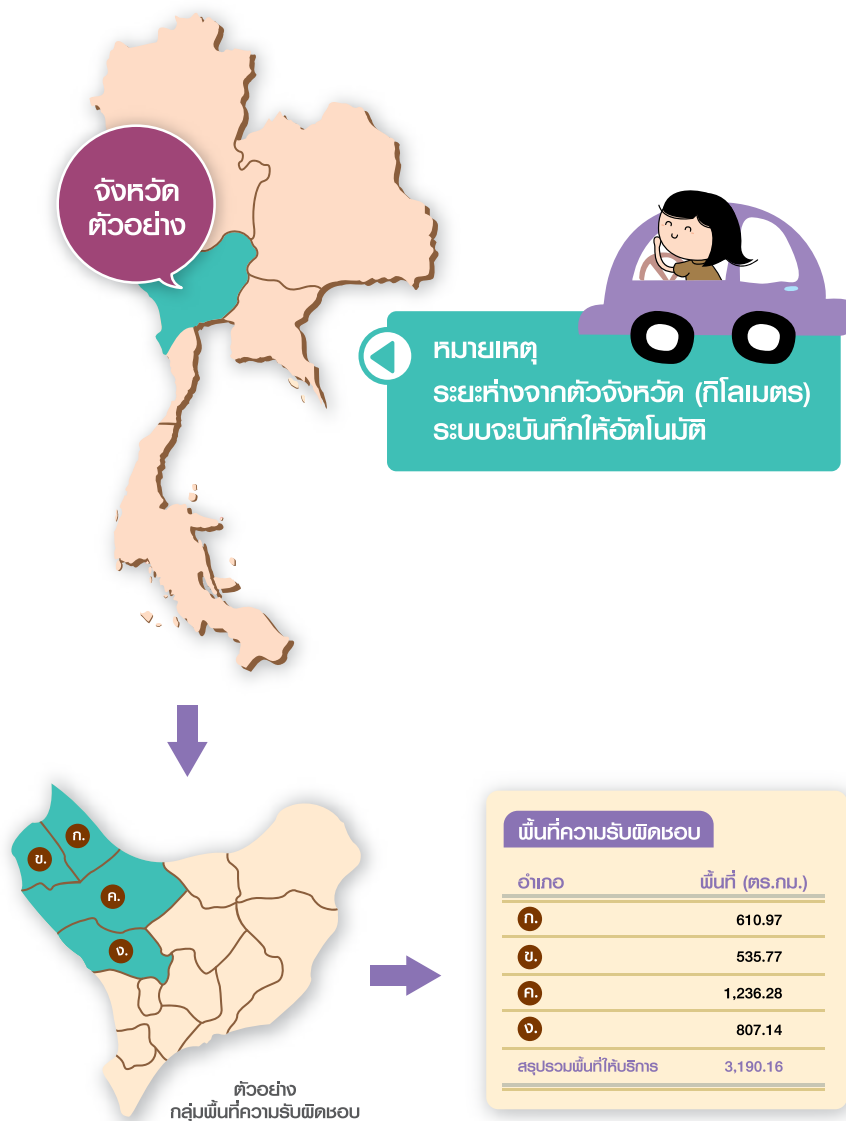 จังหวัด
ตัวอย่าง
หมายเหตุ
ระยะห่างจากตัวจังหวัด (กิโลเมตร)
ระบบจะบันทึกให้อัตโนมัติ
ก.
ข.
ค.
ง.
ตัวอย่าง
กลุ่มพื้นที่ความรับผิดชอบ
พื้นที่ความรับผิดชอบ
อำเภอ พื้นที่ (ตร.กม.)
ก. 610.97
ข. 535.77
ค. 1,236.28
ง. 807.14
สรุปรวมพื้นที่ให้บริการ 3,190.16